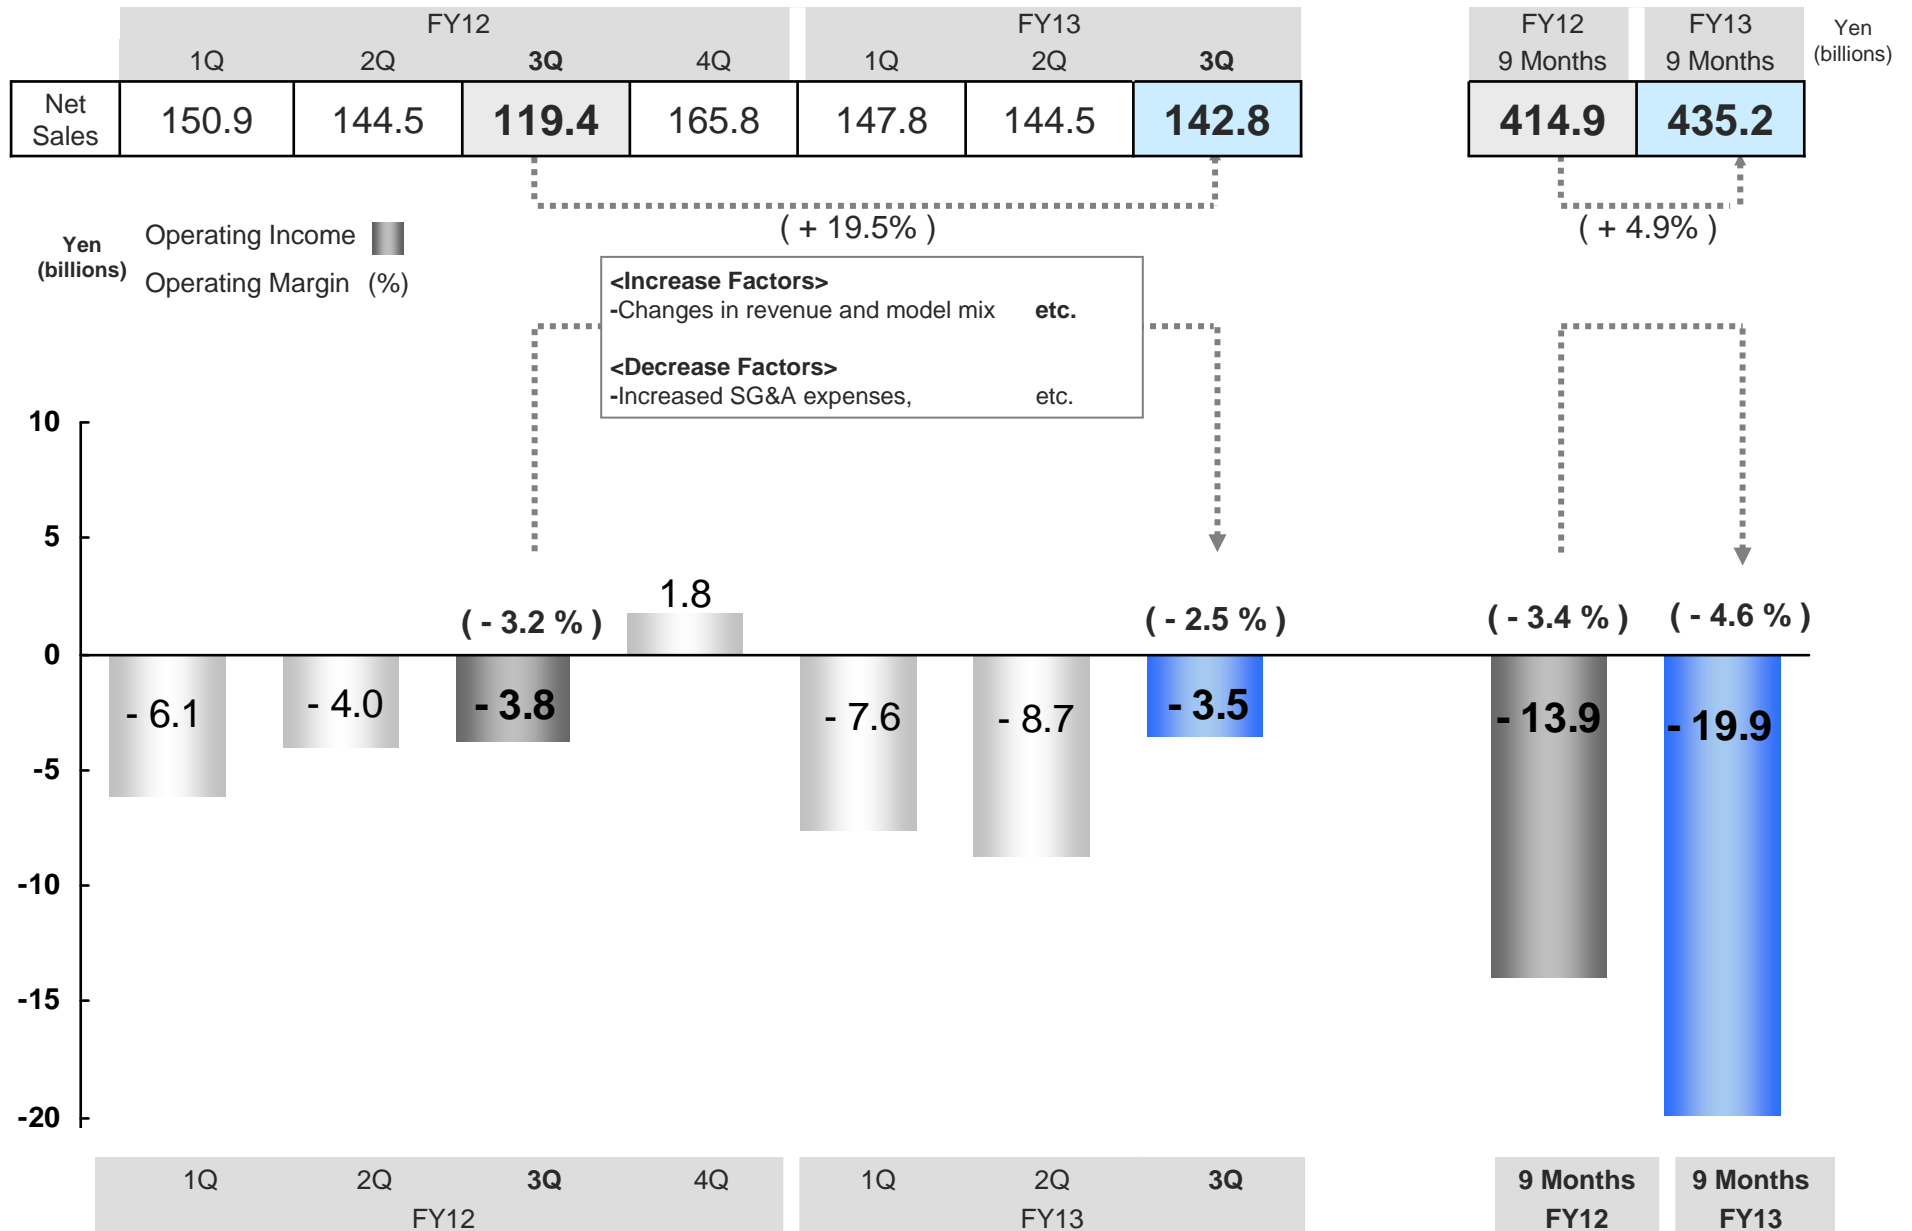 FY12 FY13 FY12 FY13 Yen
1Q 2Q 3Q 4Q 1Q 2Q 3Q 9 Months 9 Months (billions)
Net Sales 150.9 144.5 119.4 165.8 147.8 144.5 142.8 414.9 435.2
( + 19.5% ) ( + 4.9% )
Yen
(billions)
Operating Income
Operating Margin (%)
<Increase Factors>
-Changes in revenue and model mix etc.
<Decrease Factors>
-Increased SG&A expenses, etc.
10
5
0
-5
-10
-15
-20
1.8
( - 3.2 % ) ( - 2.5 % ) ( - 3.4 % ) ( - 4.6 % )
- 6.1 - 4.0 - 3.8 - 7.6 - 8.7 - 3.5 - 13.9 - 19.9
1Q 2Q 3Q 4Q 1Q 2Q 3Q 9 Months 9 Months
FY12 FY13 FY12 FY13